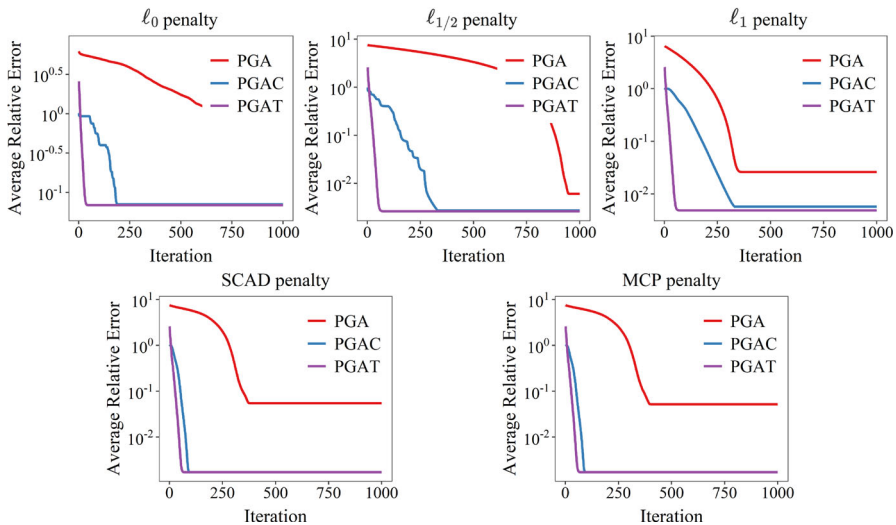 ℓ0 penalty
Average Relative Error
10^0.5
10^0
10^-0.5
10^-1
PGA
PGAC
PGAT
0 250 500 750 1000
Iteration
ℓ1/2 penalty
Average Relative Error
10^1
10^0
10^-1
10^-2
PGA
PGAC
PGAT
0 250 500 750 1000
Iteration
ℓ1 penalty
Average Relative Error
10^1
10^0
10^-1
10^-2
PGA
PGAC
PGAT
0 250 500 750 1000
Iteration
SCAD penalty
Average Relative Error
10^1
10^0
10^-1
10^-2
PGA
PGAC
PGAT
0 250 500 750 1000
Iteration
MCP penalty
Average Relative Error
10^1
10^0
10^-1
10^-2
PGA
PGAC
PGAT
0 250 500 750 1000
Iteration